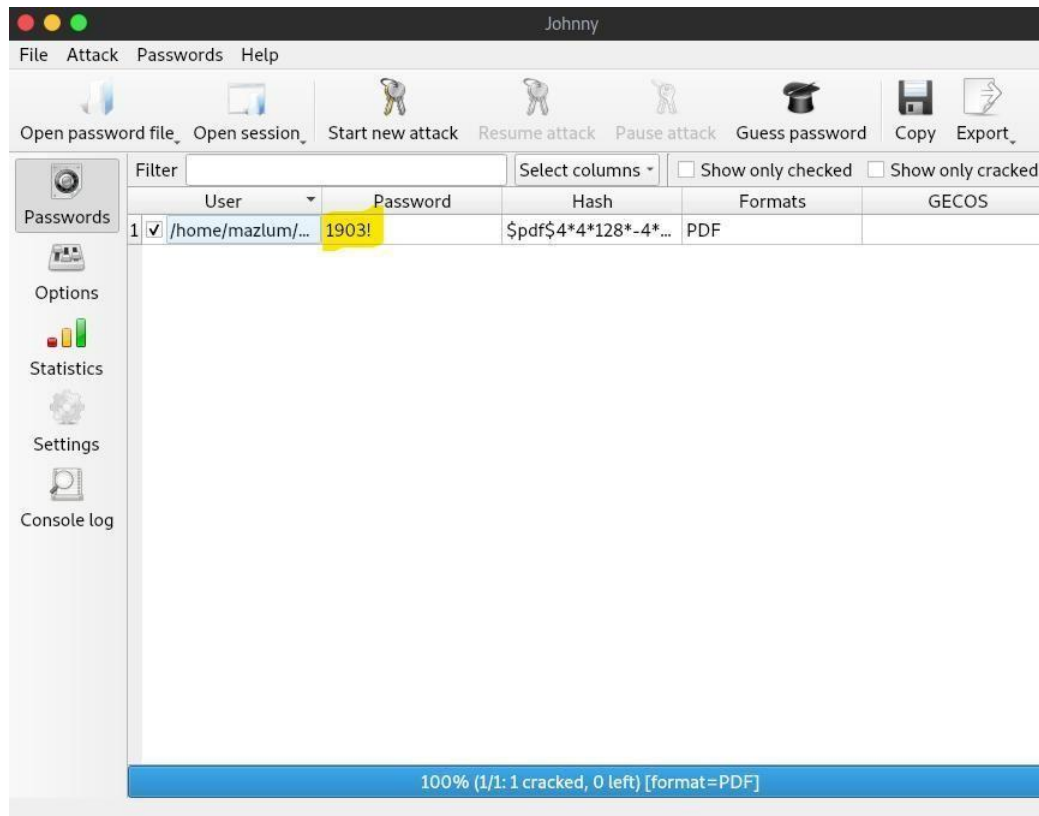 Johnny
File Attack Passwords Help
Open password file Open session Start new attack Resume attack Pause attack Guess password Copy Export
Filter Select columns Show only checked Show only cracked
User Password Hash Formats GECOS
1 /home/mazlum/... 1903! $pdf$4*4*128*-4*... PDF
Passwords
Options
Statistics
Settings
Console log
100% (1/1: 1 cracked, 0 left) [format=PDF]